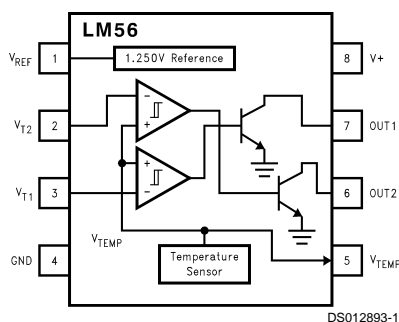 LM56
VREF 1 1.250V Reference 8 V+
VT2 2 − + 7 OUT1
VT1 3 + − 6 OUT2
GND 4 VTEMP Temperature Sensor 5 VTEMP
DS012893-1